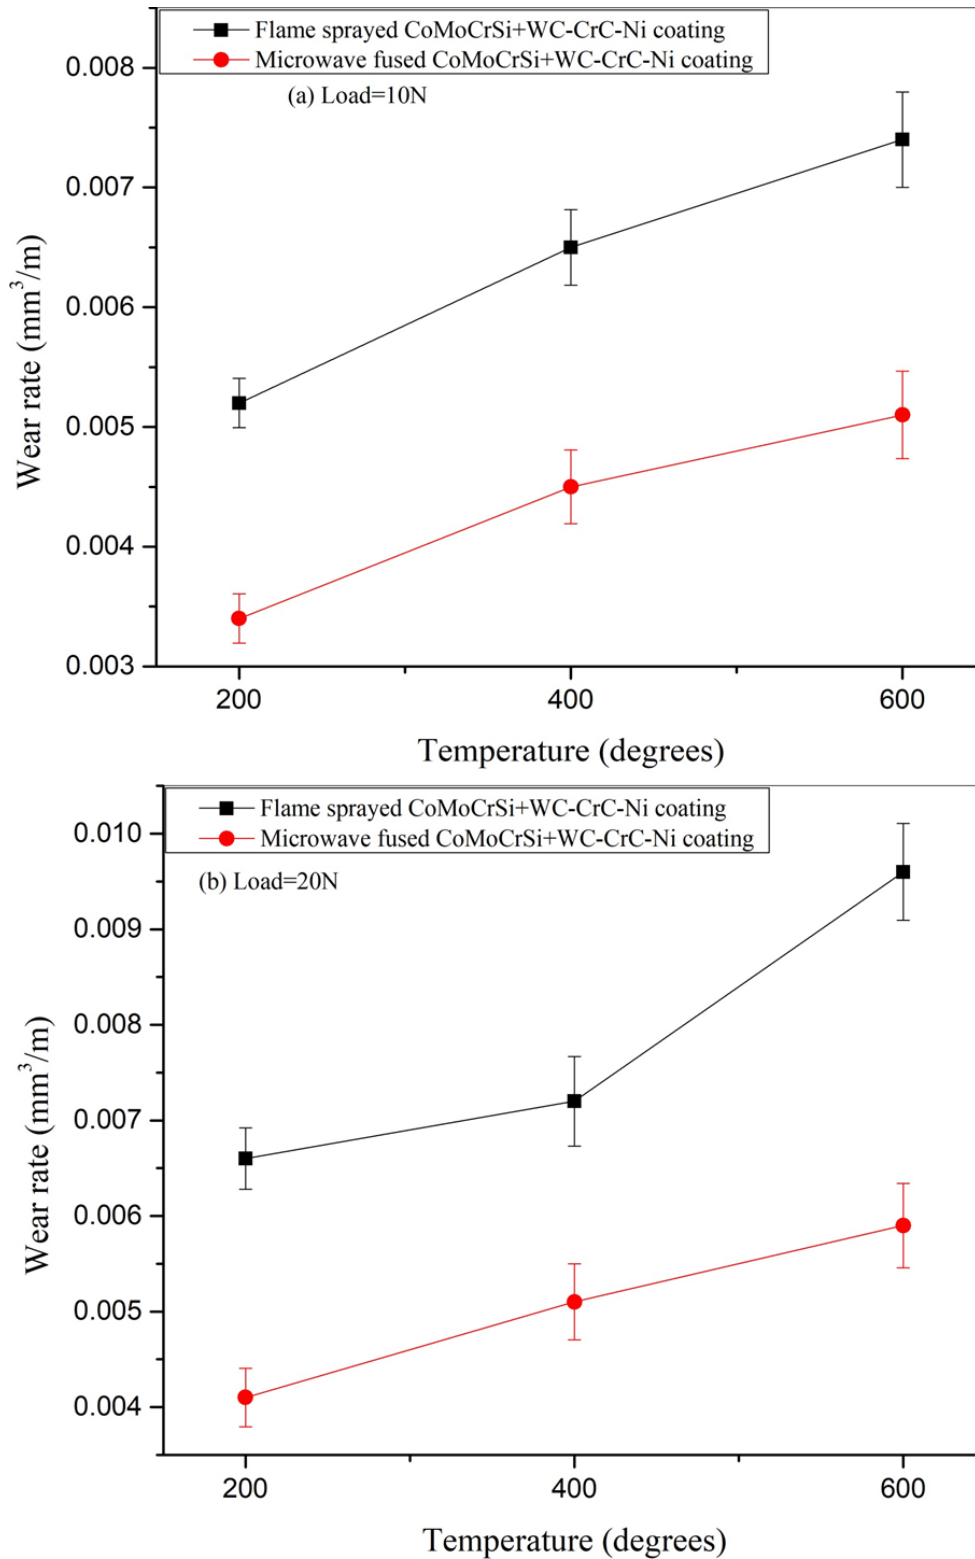 Flame sprayed CoMoCrSi+WC-CrC-Ni coating
Microwave fused CoMoCrSi+WC-CrC-Ni coating
(a) Load=10N
0.008
0.007
0.006
0.005
0.004
0.003
Wear rate (mm³/m)
200 400 600
Temperature (degrees)
Flame sprayed CoMoCrSi+WC-CrC-Ni coating
Microwave fused CoMoCrSi+WC-CrC-Ni coating
(b) Load=20N
0.010
0.009
0.008
0.007
0.006
0.005
0.004
Wear rate (mm³/m)
200 400 600
Temperature (degrees)